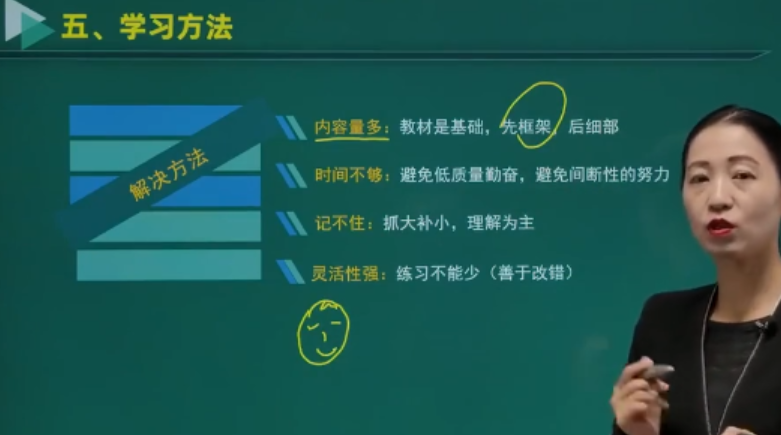 五、学习方法
解决方法
内容量多：教材是基础，先框架，后细部
时间不够：避免低质量勤奋，避免间断性的努力
记不住：抓大补小，理解为主
灵活性强：练习不能少（善于改错）